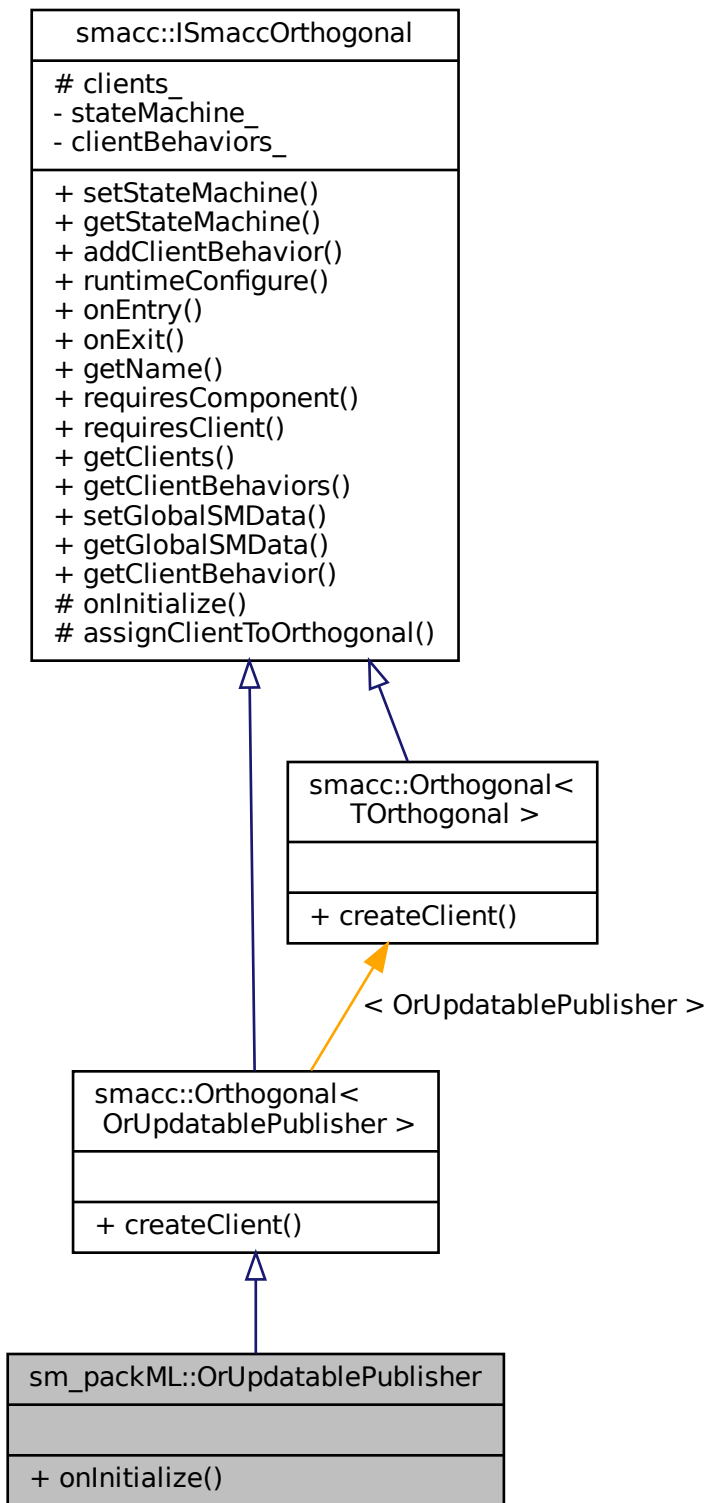 smacc::ISmaccOrthogonal
# clients_
- stateMachine_
- clientBehaviors_
+ setStateMachine()
+ getStateMachine()
+ addClientBehavior()
+ runtimeConfigure()
+ onEntry()
+ onExit()
+ getName()
+ requiresComponent()
+ requiresClient()
+ getClients()
+ getClientBehaviors()
+ setGlobalSMData()
+ getGlobalSMData()
+ getClientBehavior()
# onInitialize()
# assignClientToOrthogonal()
smacc::Orthogonal<
TOrthogonal >
+ createClient()
< OrUpdatablePublisher >
smacc::Orthogonal<
OrUpdatablePublisher >
+ createClient()
sm_packML::OrUpdatablePublisher
+ onInitialize()